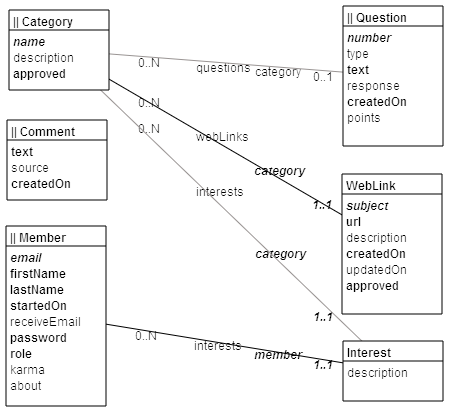 || Category
name
description
approved
|| Question
number
type
text
response
createdOn
points
0..N
questions
category
0..1
0..N
webLinks
category
1..1
0..N
interests
category
1..1
|| Comment
text
source
createdOn
WebLink
subject
url
description
createdOn
updatedOn
approved
|| Member
email
firstName
lastName
startedOn
receiveEmail
password
role
karma
about
0..N
interests
member
1..1
Interest
description